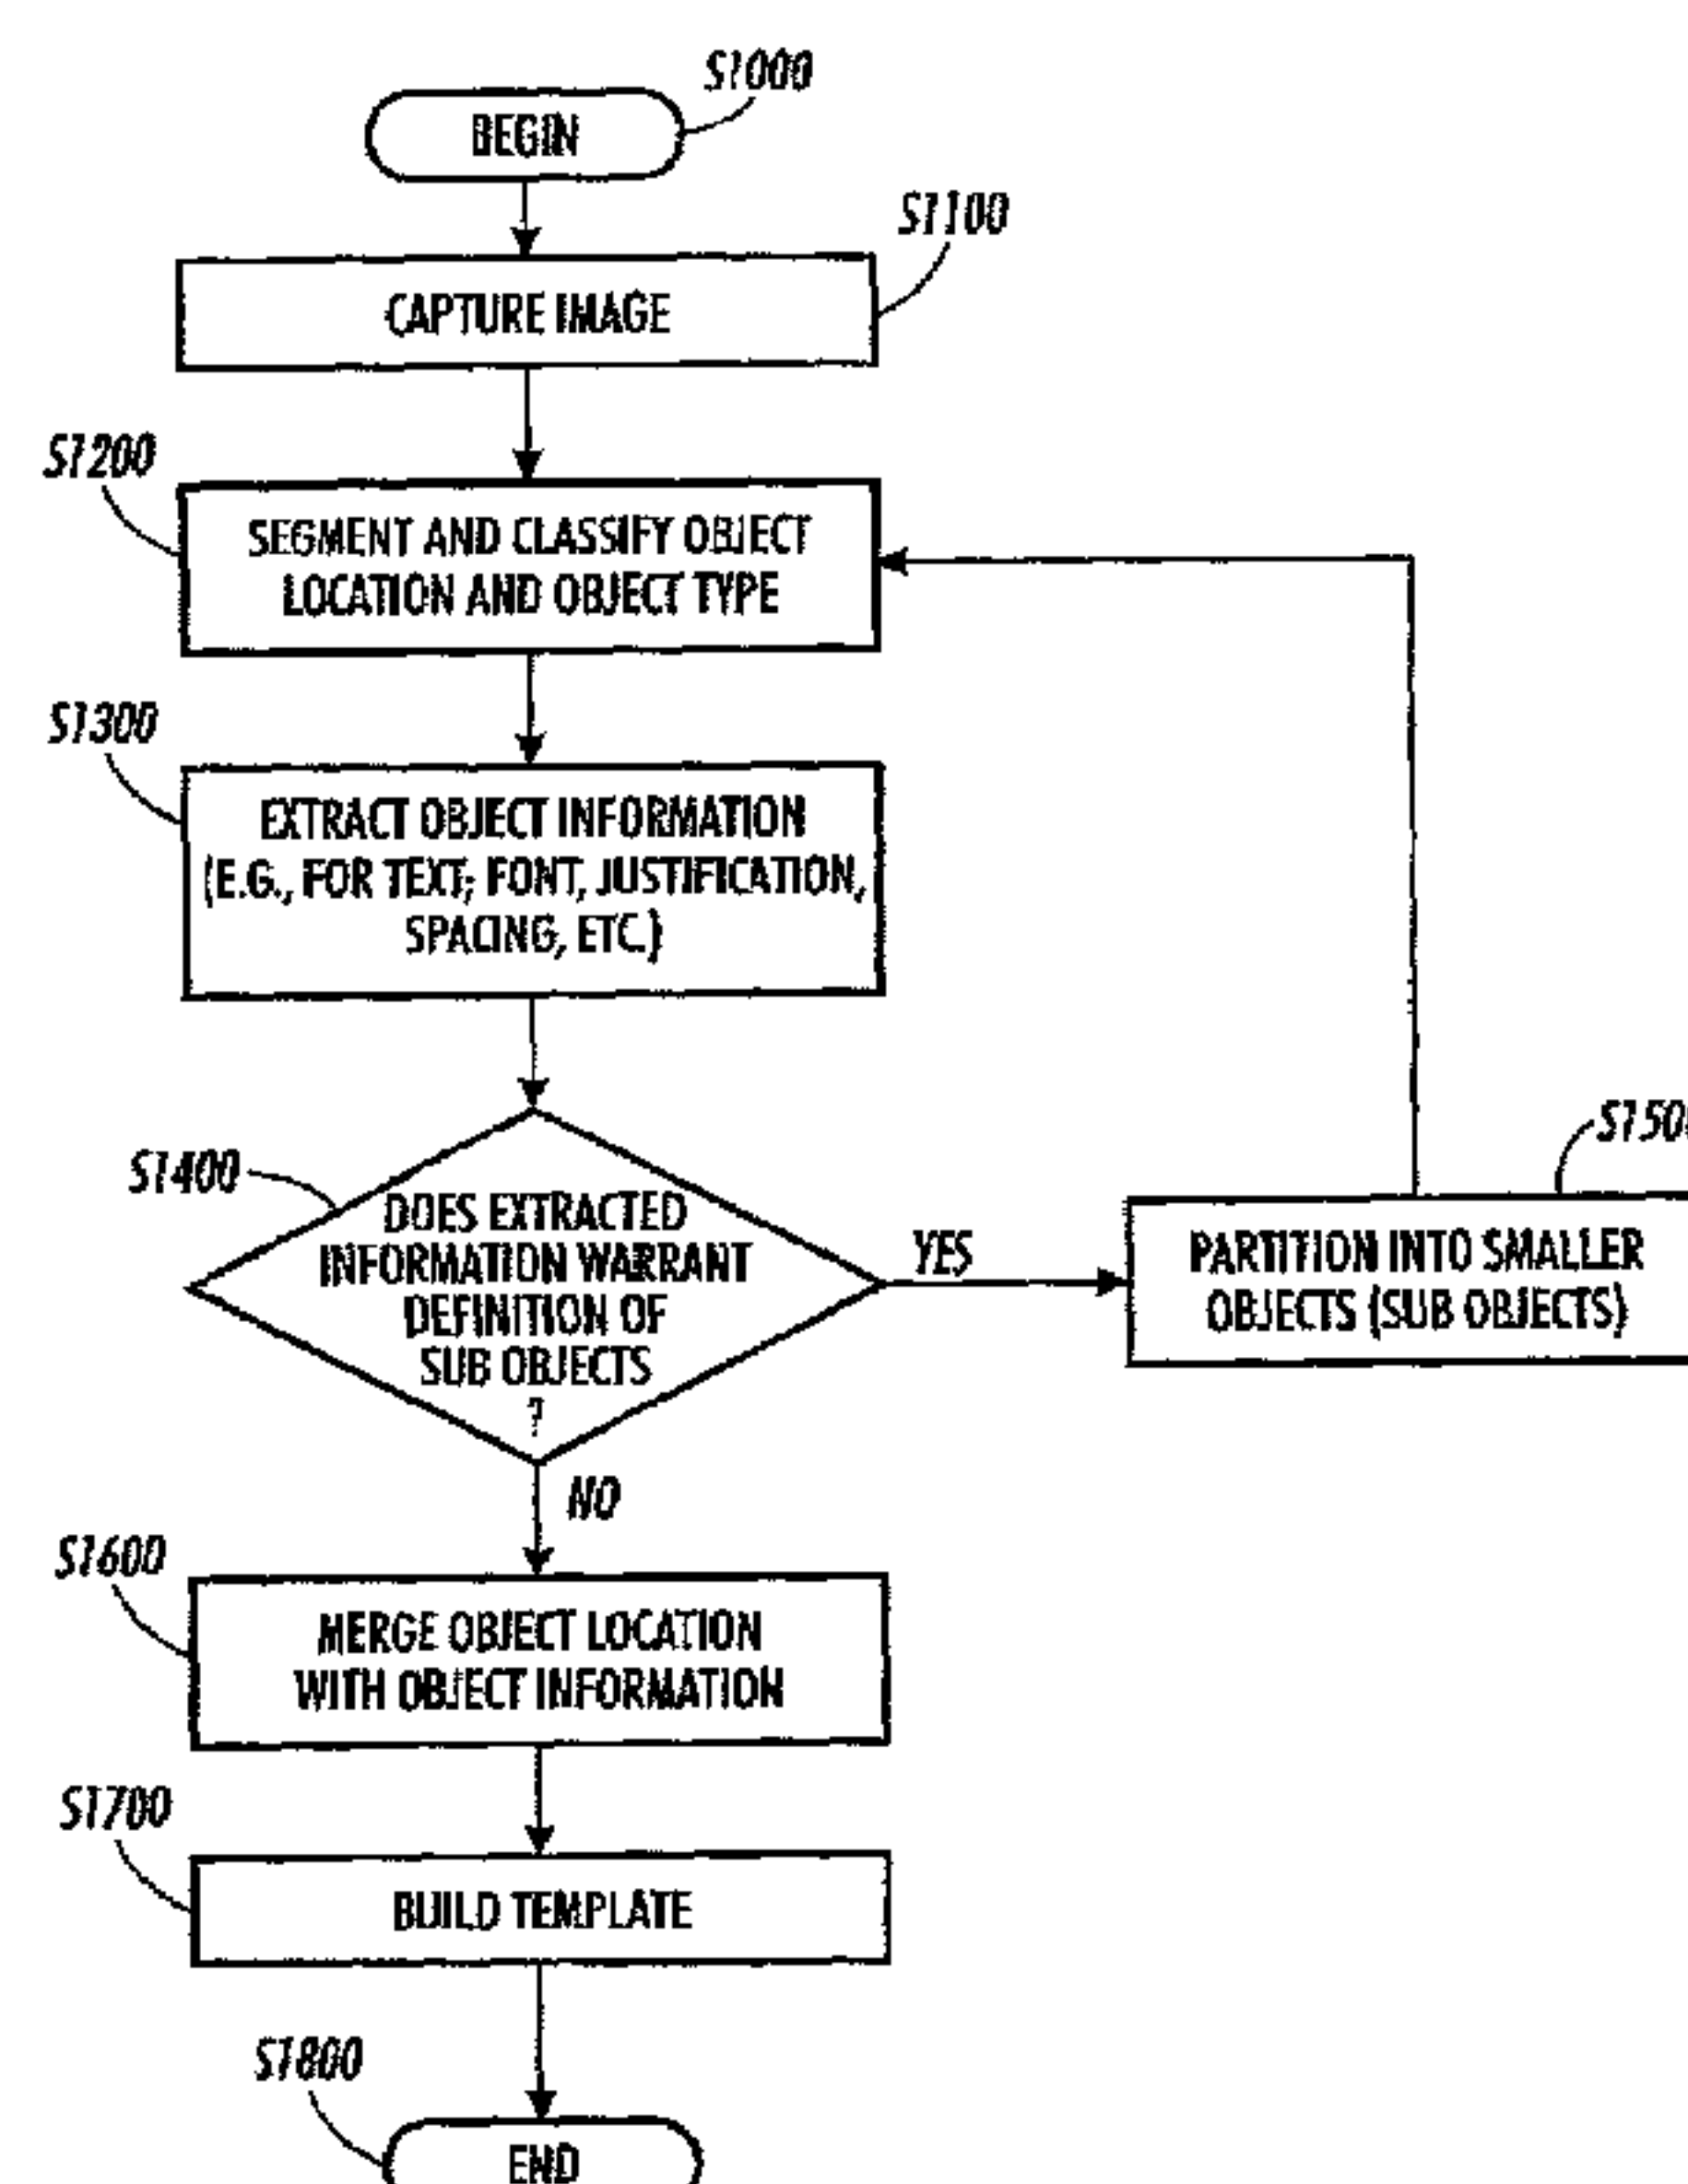 S1000
BEGIN
S1100
CAPTURE IMAGE
S1200
SEGMENT AND CLASSIFY OBJECT
LOCATION AND OBJECT TYPE
S1300
EXTRACT OBJECT INFORMATION
(E.G., FOR TEXT; FONT, JUSTIFICATION,
SPACING, ETC.)
S1400
DOES EXTRACTED
INFORMATION WARRANT
DEFINITION OF
SUB OBJECTS
?
YES
PARTITION INTO SMALLER
OBJECTS (SUB OBJECTS)
NO
S1600
MERGE OBJECT LOCATION
WITH OBJECT INFORMATION
S1700
BUILD TEMPLATE
S1800
END